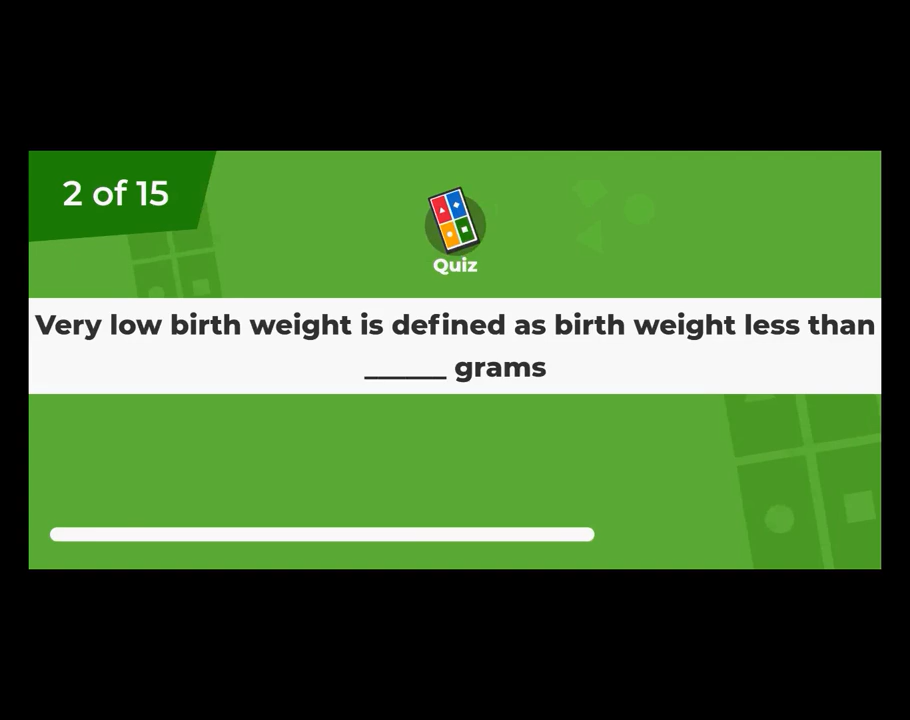 2 of 15
Quiz
Very low birth weight is defined as birth weight less than
______ grams